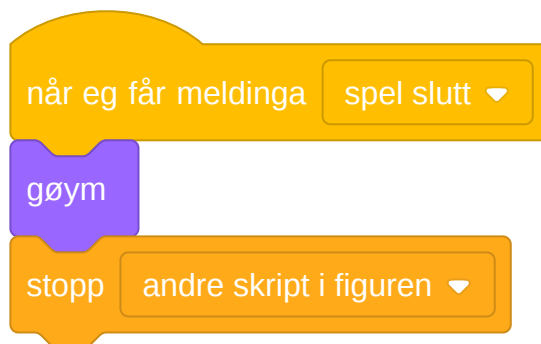 når eg får meldinga spel slutt
gøym
stopp andre skript i figuren